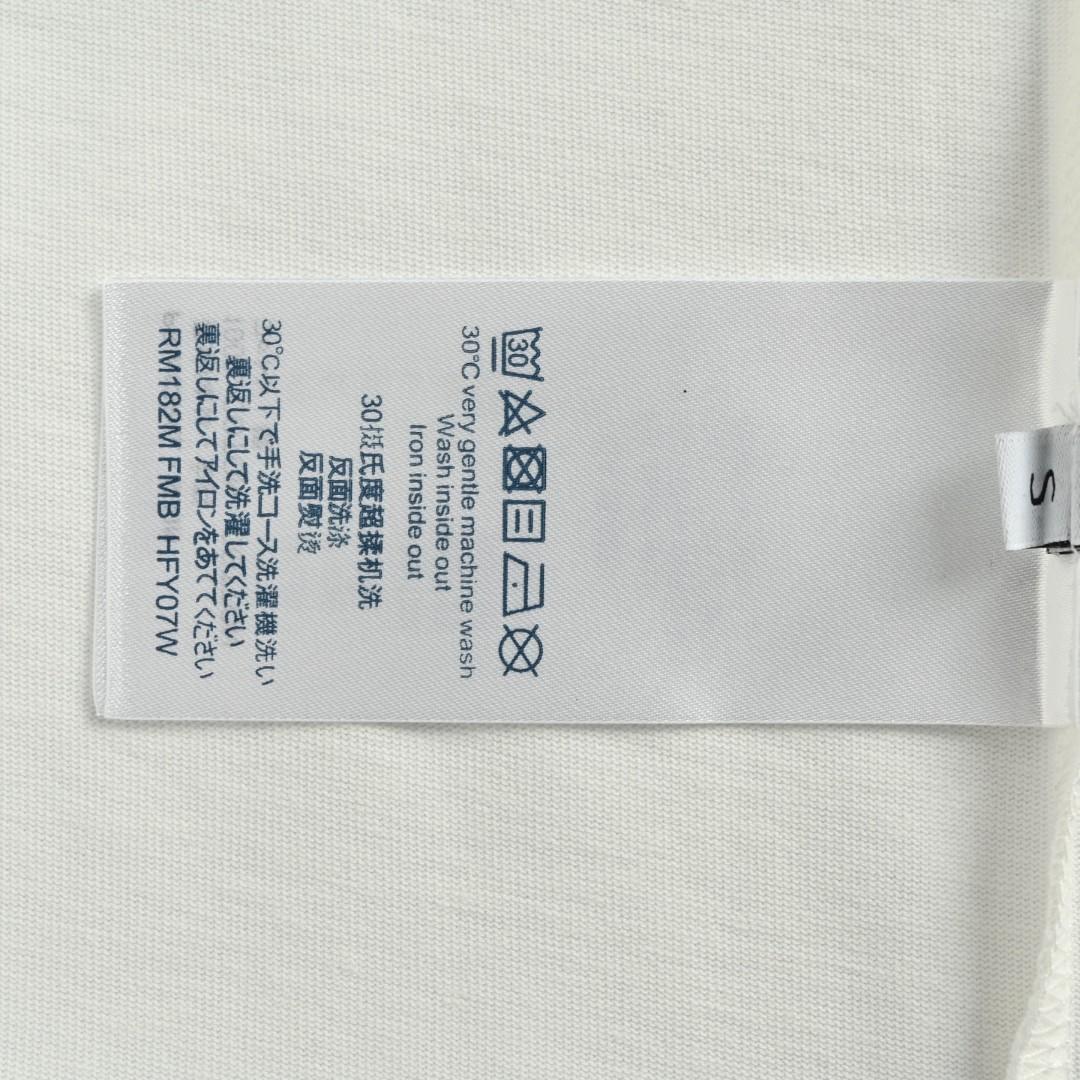 30
30°C very gentle machine wash
Wash inside out
Iron inside out
30摄氏度超揉机洗
反面洗涤
反面熨烫
30°C以下で手洗コース洗濯機洗い
裏返しにして洗濯してください
裏返しにしてアイロンをあててください
RM182M FMB HFY07W
S